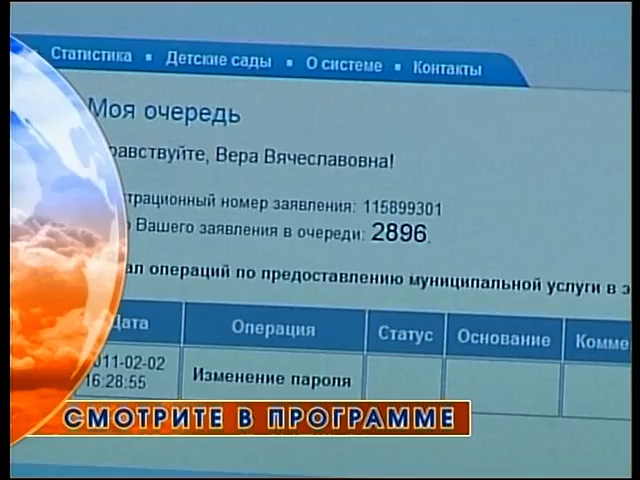 Статистика ▪ Детские сады ▪ О системе ▪ Контакты
Моя очередь
равствуйте, Вера Вячеславовна!
трационный номер заявления: 115899301
о Вашего заявления в очереди: 2896.
ал операций по предоставлению муниципальной услуги в э
Дата Операция Статус Основание Комме
011-02-02
16:28:55 Изменение пароля
СМОТРИТЕ В ПРОГРАММЕ